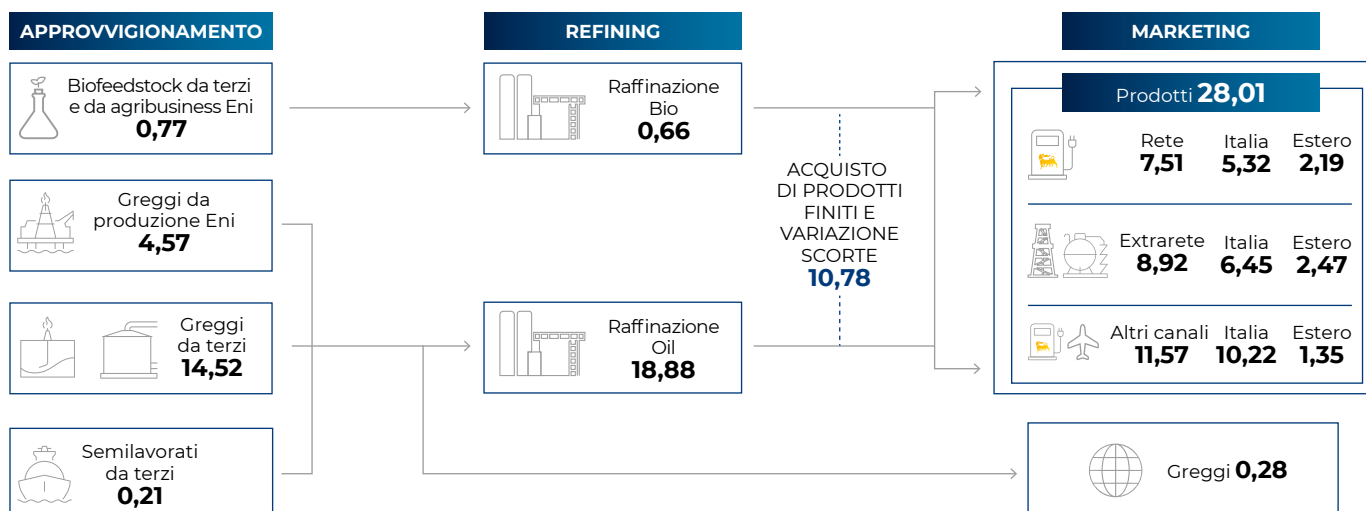 APPROVVIGIONAMENTO
Biofeedstock da terzi
e da agribusiness Eni
0,77
Greggi da
produzione Eni
4,57
Greggi
da terzi
14,52
Semilavorati
da terzi
0,21
REFINING
Raffinazione
Bio
0,66
Raffinazione
Oil
18,88
ACQUISTO
DI PRODOTTI
FINITI E
VARIAZIONE
SCORTE
10,78
MARKETING
Prodotti 28,01
Rete Italia Estero
7,51 5,32 2,19
Extrarete Italia Estero
8,92 6,45 2,47
Altri canali Italia Estero
11,57 10,22 1,35
Greggi 0,28